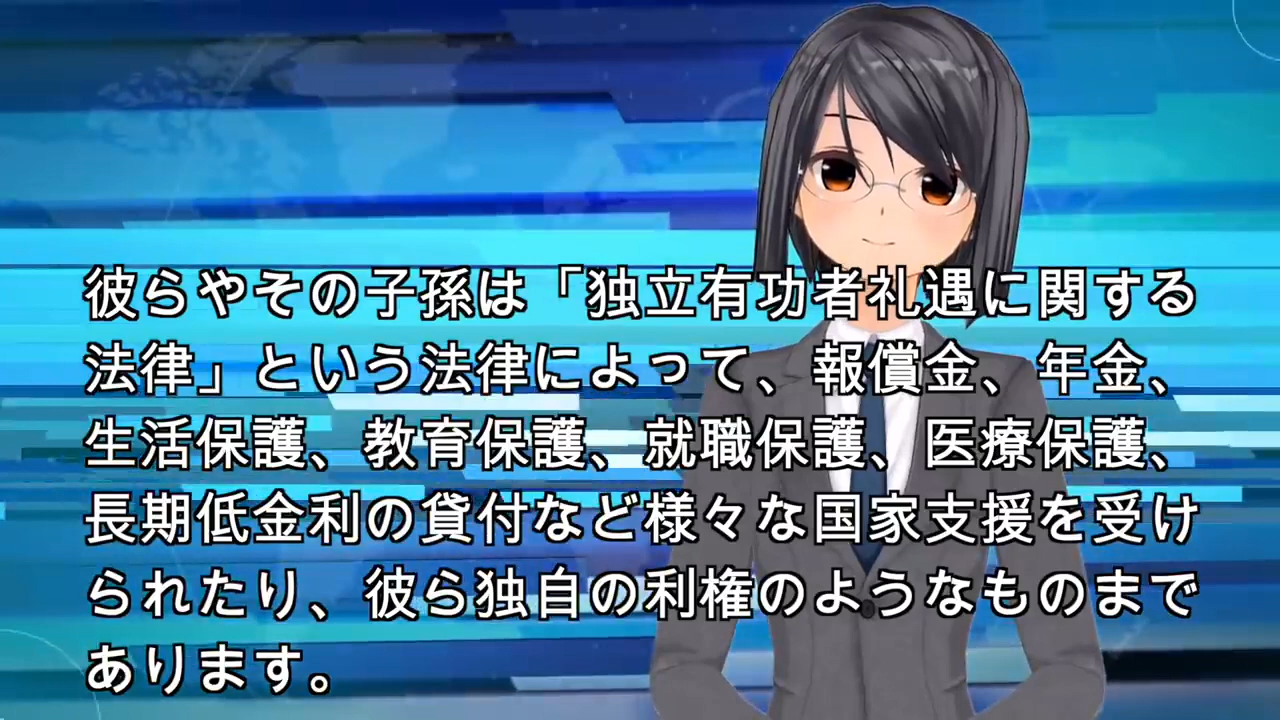 彼らやその子孫は「独立有功者礼遇に関する
法律」という法律によって、報償金、年金、
生活保護、教育保護、就職保護、医療保護、
長期低金利の貸付など様々な国家支援を受け
られたり、彼ら独自の利権のようなものまで
あります。